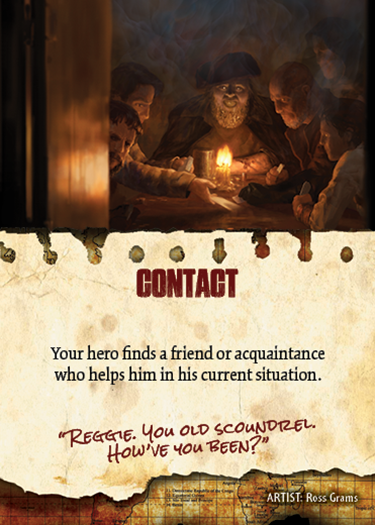 CONTACT
Your hero finds a friend or acquaintance
who helps him in his current situation.
"Reggie. You old scoundrel.
How've you been?"
ARTIST: Ross Grams